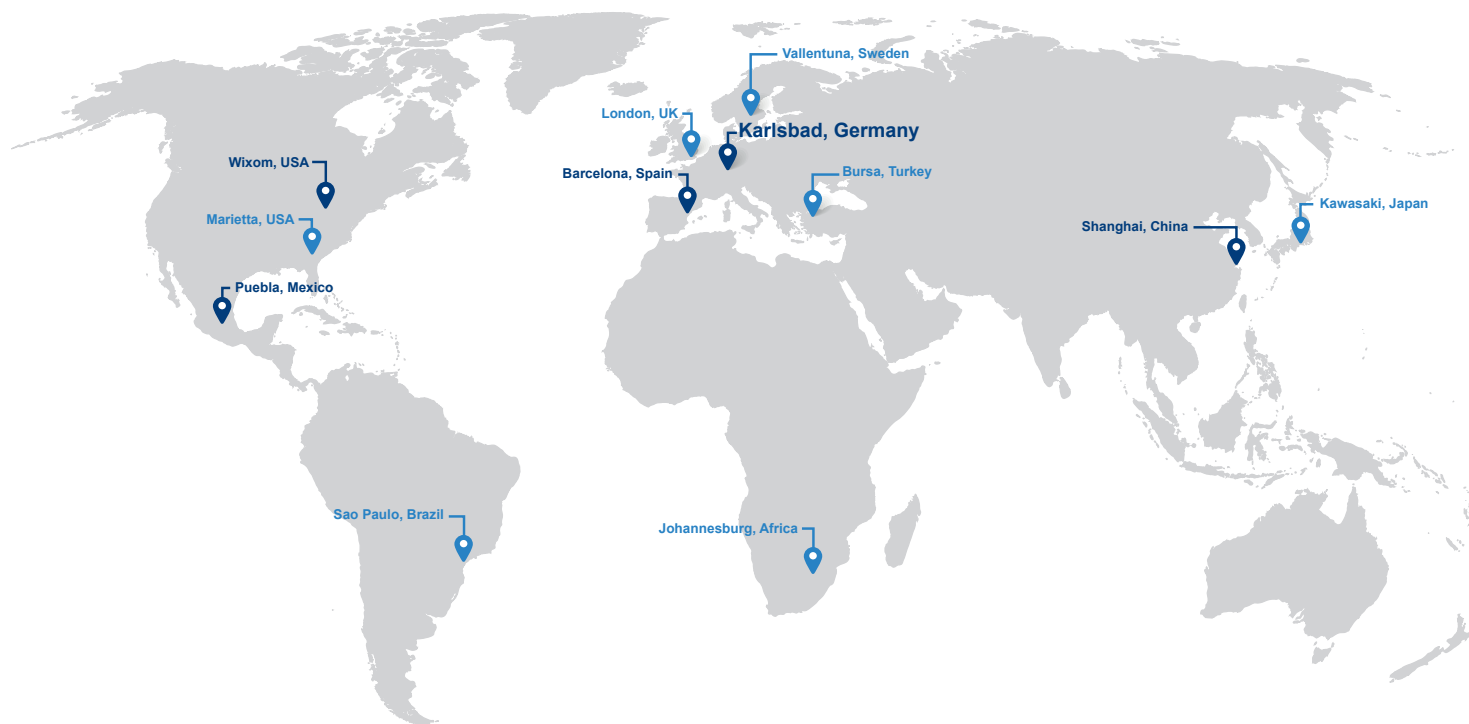 Vallentuna, Sweden
London, UK
Karlsbad, Germany
Wixom, USA
Barcelona, Spain
Bursa, Turkey
Kawasaki, Japan
Marietta, USA
Shanghai, China
Puebla, Mexico
Sao Paulo, Brazil
Johannesburg, Africa